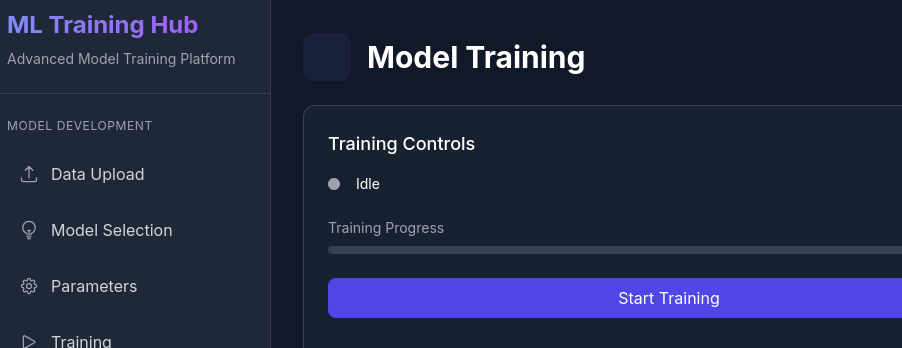 ML Training Hub
Advanced Model Training Platform
MODEL DEVELOPMENT
Data Upload
Model Selection
Parameters
Training
Model Training
Training Controls
Idle
Training Progress
Start Training